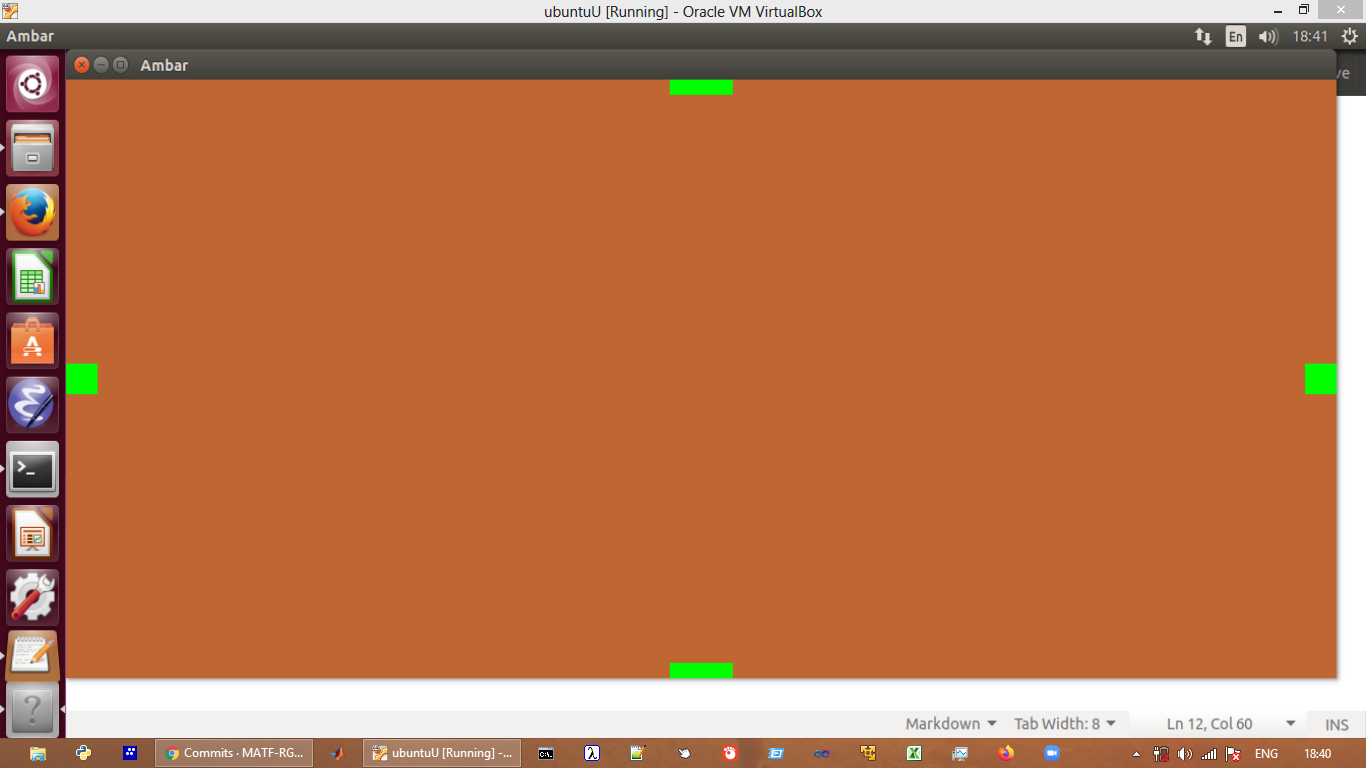 ubuntuU [Running] - Oracle VM VirtualBox
Ambar
En
18:41
Ambar
ve
Markdown
Tab Width: 8
Ln 12, Col 60
INS
Commits · MATF-RG...
ubuntuU [Running] -...
ENG
18:40